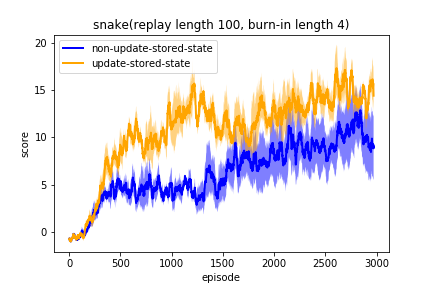 snake(replay length 100, burn-in length 4)
non-update-stored-state
update-stored-state
score
20
15
10
5
0
0 500 1000 1500 2000 2500 3000
episode